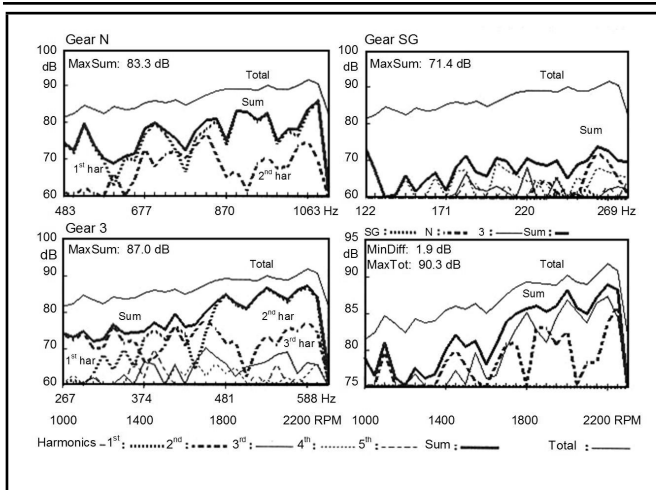 Gear N
100
dB
90
80
70
60
MaxSum: 83.3 dB
Total
Sum
1st har
2nd har
483 677 870 1063 Hz
Gear SG
100
dB
90
80
70
60
MaxSum: 71.4 dB
Total
Sum
122 171 220 269 Hz
SG : N : 3 : Sum :
Gear 3
100
dB
90
80
70
60
MaxSum: 87.0 dB
Total
Sum
2nd har
3rd har
1st har
267 374 481 588 Hz
1000 1400 1800 2200 RPM
95
dB
90
85
80
75
MinDiff: 1.9 dB
MaxTot: 90.3 dB
Total
Sum
1000 1400 1800 2200 RPM
1000 1400 1800 2200 RPM
Harmonics – 1st : 2nd : 3rd : 4th : 5th : Sum : Total :